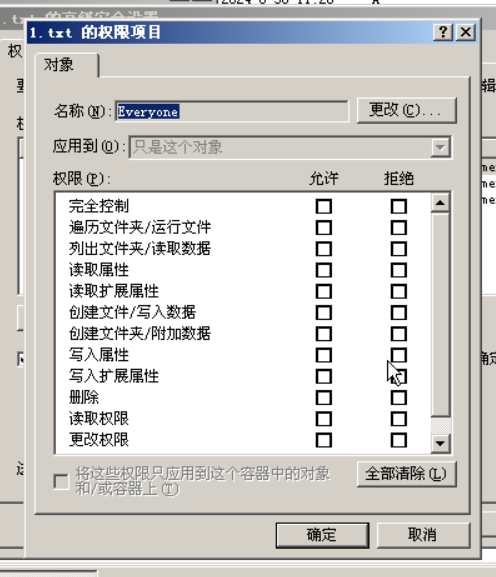 1.txt 的权限项目
对象
名称(N): Everyone
更改(C)...
应用到(O): 只是这个对象
权限(P):
允许
拒绝
完全控制
遍历文件夹/运行文件
列出文件夹/读取数据
读取属性
读取扩展属性
创建文件/写入数据
创建文件夹/附加数据
写入属性
写入扩展属性
删除
读取权限
更改权限
将这些权限只应用到这个容器中的对象
和/或容器上(T)
全部清除(L)
确定
取消